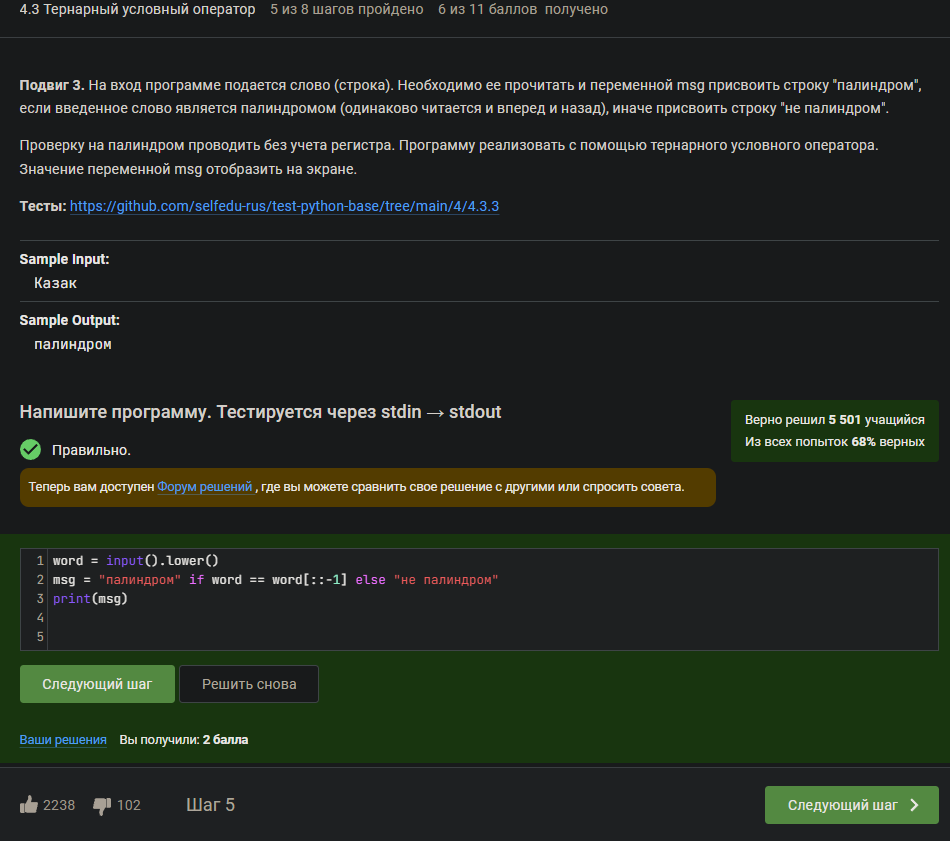 4.3 Тернарный условный оператор 5 из 8 шагов пройдено 6 из 11 баллов получено
Подвиг 3. На вход программе подается слово (строка). Необходимо ее прочитать и переменной msg присвоить строку "палиндром",
если введенное слово является палиндромом (одинаково читается и вперед и назад), иначе присвоить строку "не палиндром".
Проверку на палиндром проводить без учета регистра. Программу реализовать с помощью тернарного условного оператора.
Значение переменной msg отобразить на экране.
Тесты: https://github.com/selfedu-rus/test-python-base/tree/main/4/4.3.3
Sample Input:
Казак
Sample Output:
палиндром
Напишите программу. Тестируется через stdin → stdout
Верно решил 5 501 учащийся
Из всех попыток 68% верных
Правильно.
Теперь вам доступен Форум решений, где вы можете сравнить свое решение с другими или спросить совета.
1 word = input().lower()
2 msg = "палиндром" if word == word[::-1] else "не палиндром"
3 print(msg)
4
5
Следующий шаг Решить снова
Ваши решения Вы получили: 2 балла
2238 102 Шаг 5 Следующий шаг